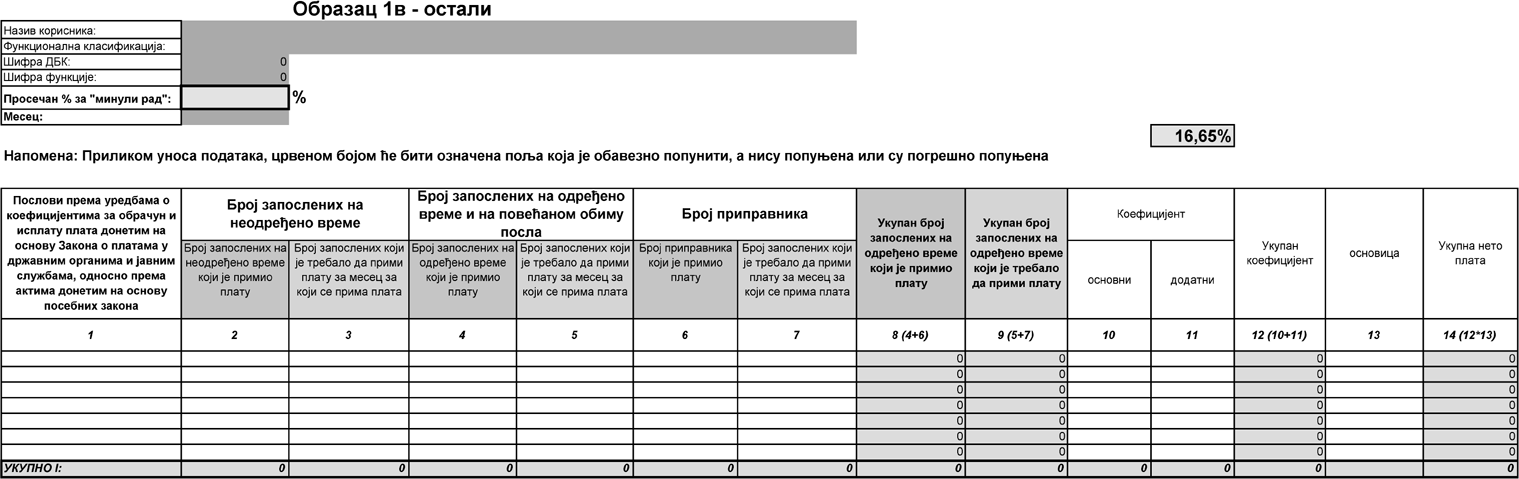 Образац 1в - остали
Назив корисника:
Функционална класификација:
Шифра ДБК: 0
Шифра функције: 0
Просечан % за "минули рад": %
Месец:
16,65%
Напомена: Приликом уноса података, црвеном бојом ће бити означена поља која је обавезно попунити, а нису попуњена или су погрешно попуњена
Послови према уредбама о
коефицијентима за обрачун и
исплату плата донетим на
основу Закона о платама у
државним органима и јавним
службама, односно према
актима донетим на основу
посебних закона
Број запослених на
неодређено време
Број запослених на
неодређено време
који је примио
плату
Број запослених који
је требало да прими
плату за месец за
који се прима плата
Број запослених на одређено
време и на повећаном обиму
посла
Број запослених на
одређено време
који је примио
плату
Број запослених који
је требало да прими
плату за месец за
који се прима плата
Број приправника
Број приправника
који је примио
плату
Број запослених који
је требало да прими
плату за месец за
који се прима плата
Укупан број
запослених на
одређено време
који је примио
плату
Укупан број
запослених на
одређено време
који је требало
да прими плату
Коефицијент
основни
додатни
Укупан
коефицијент
основица
Укупна нето
плата
1 2 3 4 5 6 7 8 (4+6) 9 (5+7) 10 11 12 (10+11) 13 14 (12*13)
0 0 0 0
0 0 0 0
0 0 0 0
0 0 0 0
0 0 0 0
0 0 0 0
0 0 0 0
УКУПНО I: 0 0 0 0 0 0 0 0 0 0 0 0 0